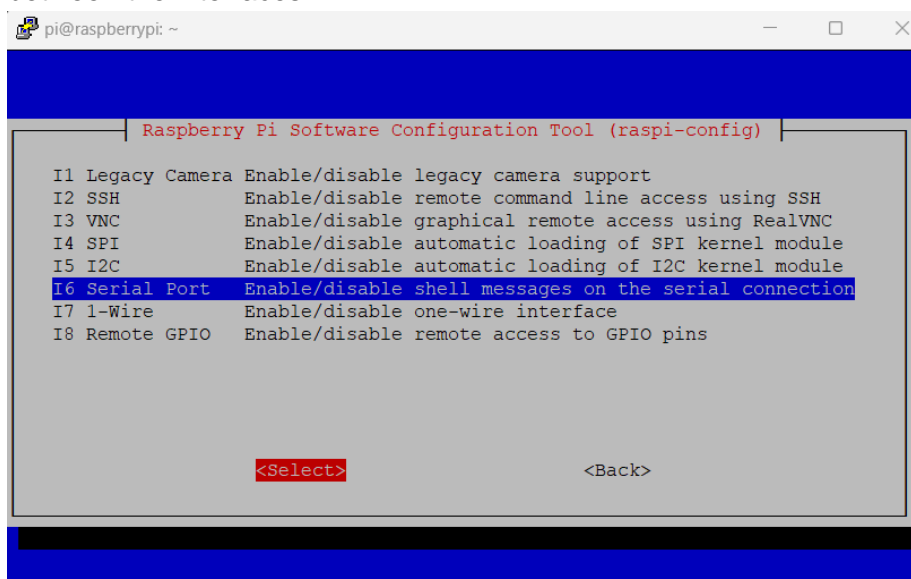 pi@raspberrypi: ~
Raspberry Pi Software Configuration Tool (raspi-config)
I1 Legacy Camera Enable/disable legacy camera support
I2 SSH Enable/disable remote command line access using SSH
I3 VNC Enable/disable graphical remote access using RealVNC
I4 SPI Enable/disable automatic loading of SPI kernel module
I5 I2C Enable/disable automatic loading of I2C kernel module
I6 Serial Port Enable/disable shell messages on the serial connection
I7 1-Wire Enable/disable one-wire interface
I8 Remote GPIO Enable/disable remote access to GPIO pins
<Select> <Back>